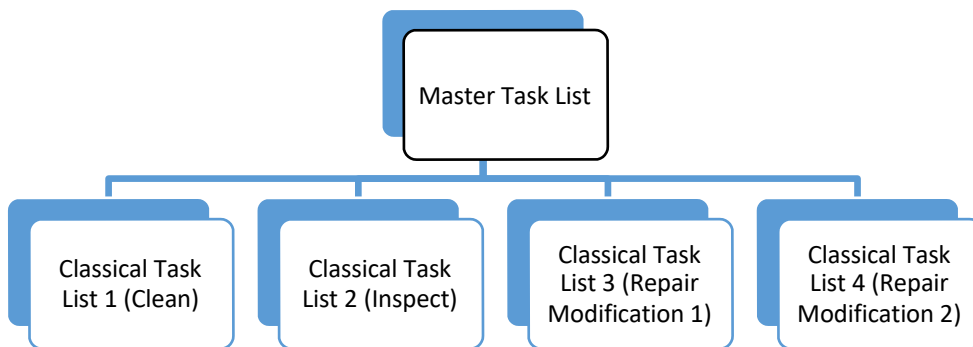 Master Task List
Classical Task
List 1 (Clean)
Classical Task
List 2 (Inspect)
Classical Task
List 3 (Repair
Modification 1)
Classical Task
List 4 (Repair
Modification 2)